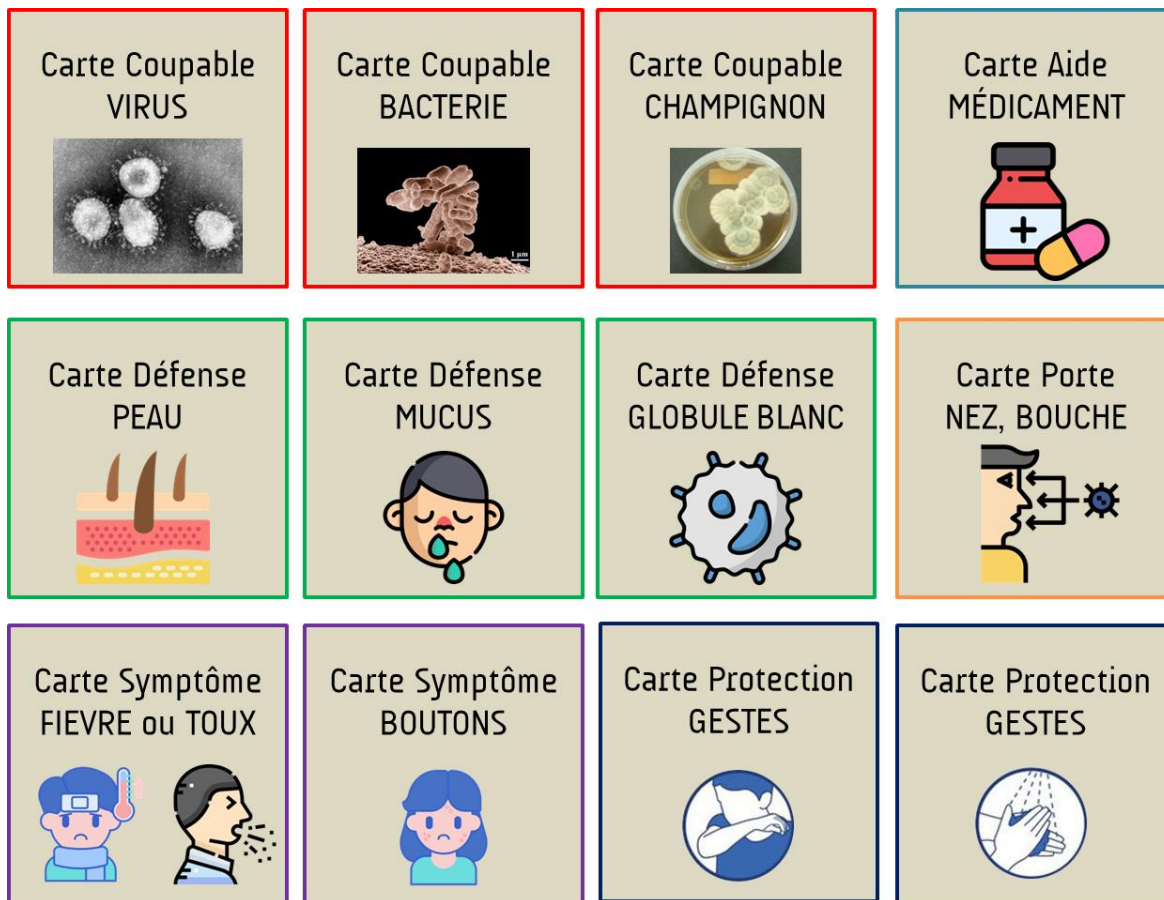 Carte Coupable
VIRUS
Carte Coupable
BACTERIE
1 µm
Carte Coupable
CHAMPIGNON
Carte Aide
MÉDICAMENT
Carte Défense
PEAU
Carte Défense
MUCUS
Carte Défense
GLOBULE BLANC
Carte Porte
NEZ, BOUCHE
Carte Symptôme
FIEVRE ou TOUX
Carte Symptôme
BOUTONS
Carte Protection
GESTES
Carte Protection
GESTES